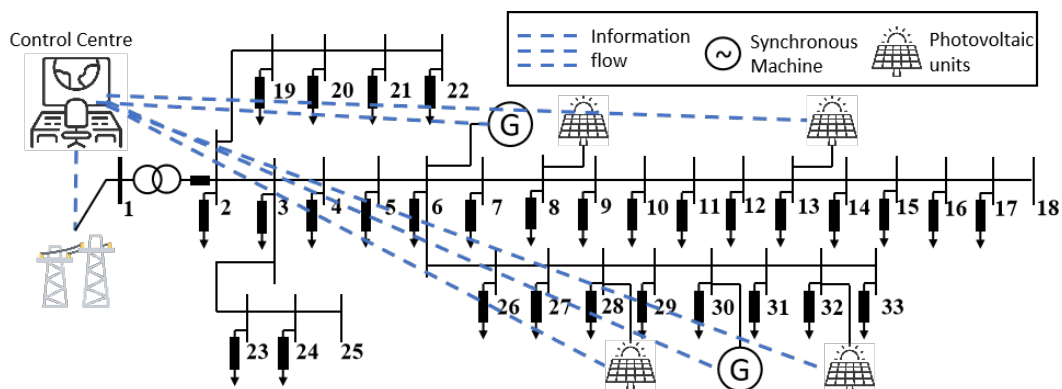 Control Centre
Information
flow
~
Synchronous
Machine
Photovoltaic
units
19 20 21 22
G
1 2 3 4 5 6 7 8 9 10 11 12 13 14 15 16 17 18
26 27 28 29 30 31 32 33
23 24 25
G